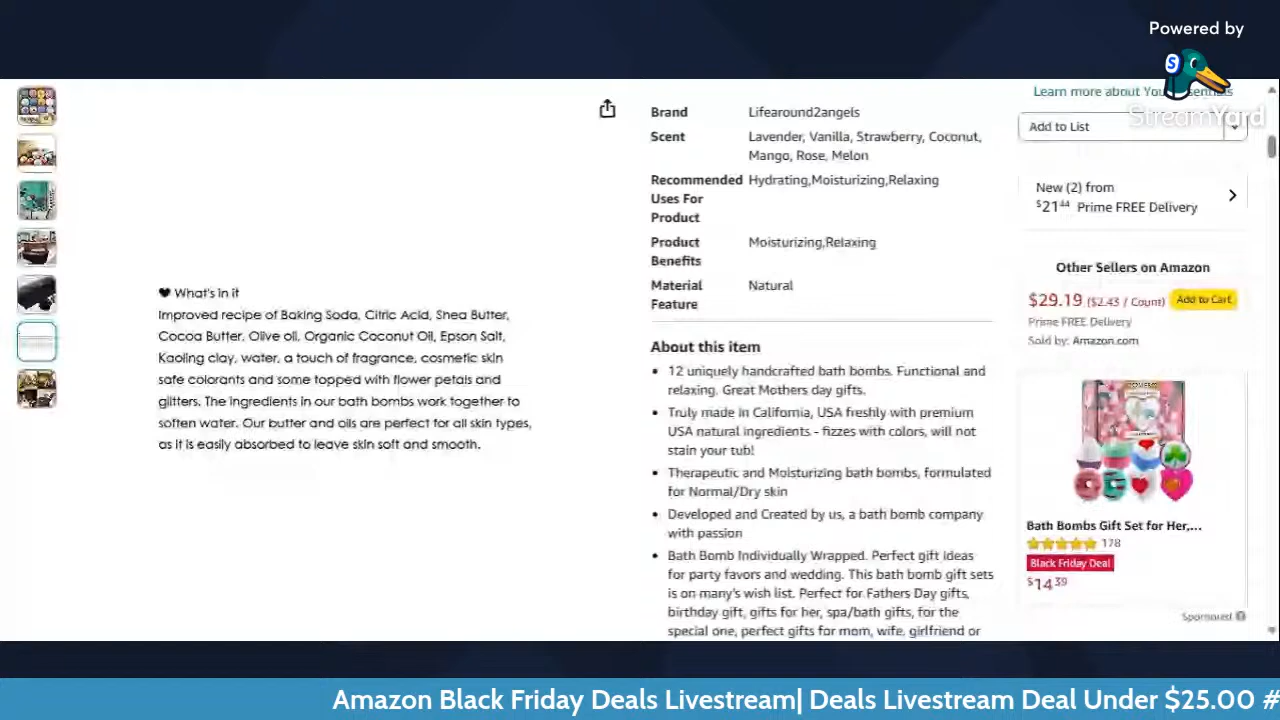 Powered by
StreamYard
Learn more about You
Add to List
New (2) from
$21.44 Prime FREE Delivery
Other Sellers on Amazon
$29.19 ($2.43 / Count) Add to Cart
Prime FREE Delivery
Sold by: Amazon.com
Bath Bombs Gift Set for Her,...
178
Black Friday Deal
$14.39
Sponsored
Brand Lifearound2angels
Scent Lavender, Vanilla, Strawberry, Coconut,
Mango, Rose, Melon
Recommended Hydrating,Moisturizing,Relaxing
Uses For
Product
Product Moisturizing,Relaxing
Benefits
Material Natural
Feature
About this item
• 12 uniquely handcrafted bath bombs. Functional and
relaxing. Great Mothers day gifts.
• Truly made in California, USA freshly with premium
USA natural ingredients - fizzes with colors, will not
stain your tub!
• Therapeutic and Moisturizing bath bombs, formulated
for Normal/Dry skin
• Developed and Created by us, a bath bomb company
with passion
• Bath Bomb Individually Wrapped. Perfect gift ideas
for party favors and wedding. This bath bomb gift sets
is on many's wish list. Perfect for Fathers Day gifts,
birthday gift, gifts for her, spa/bath gifts, for the
special one, perfect gifts for mom, wife, girlfriend or
♥ What's in it
Improved recipe of Baking Soda, Citric Acid, Shea Butter,
Cocoa Butter, Olive oil, Organic Coconut Oil, Epson Salt,
Kaoling clay, water, a touch of fragrance, cosmetic skin
safe colorants and some topped with flower petals and
glitters. The ingredients in our bath bombs work together to
soften water. Our butter and oils are perfect for all skin types,
as it is easily absorbed to leave skin soft and smooth.
Amazon Black Friday Deals Livestream| Deals Livestream Deal Under $25.00 #